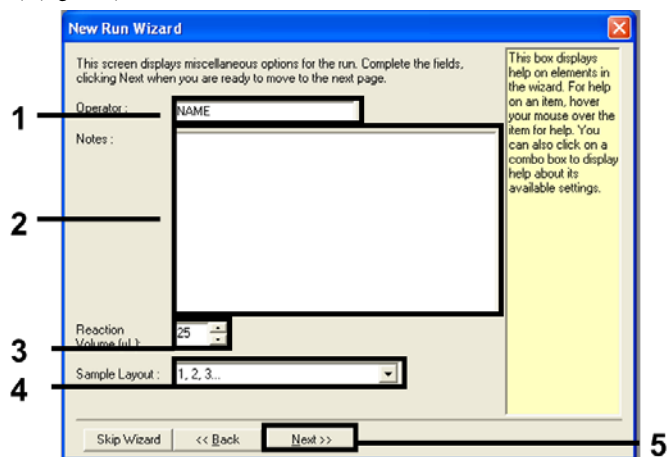 New Run Wizard
This screen displays miscellaneous options for the run. Complete the fields,
clicking Next when you are ready to move to the next page.
This box displays
help on elements in
the wizard. For help
on an item, hover
your mouse over the
item for help. You
can also click on a
combo box to display
help about its
available settings.
1
Operator :
NAME
Notes :
2
3
Reaction
Volume (µL):
25
4
Sample Layout :
1, 2, 3...
Skip Wizard
<< Back
Next >>
5